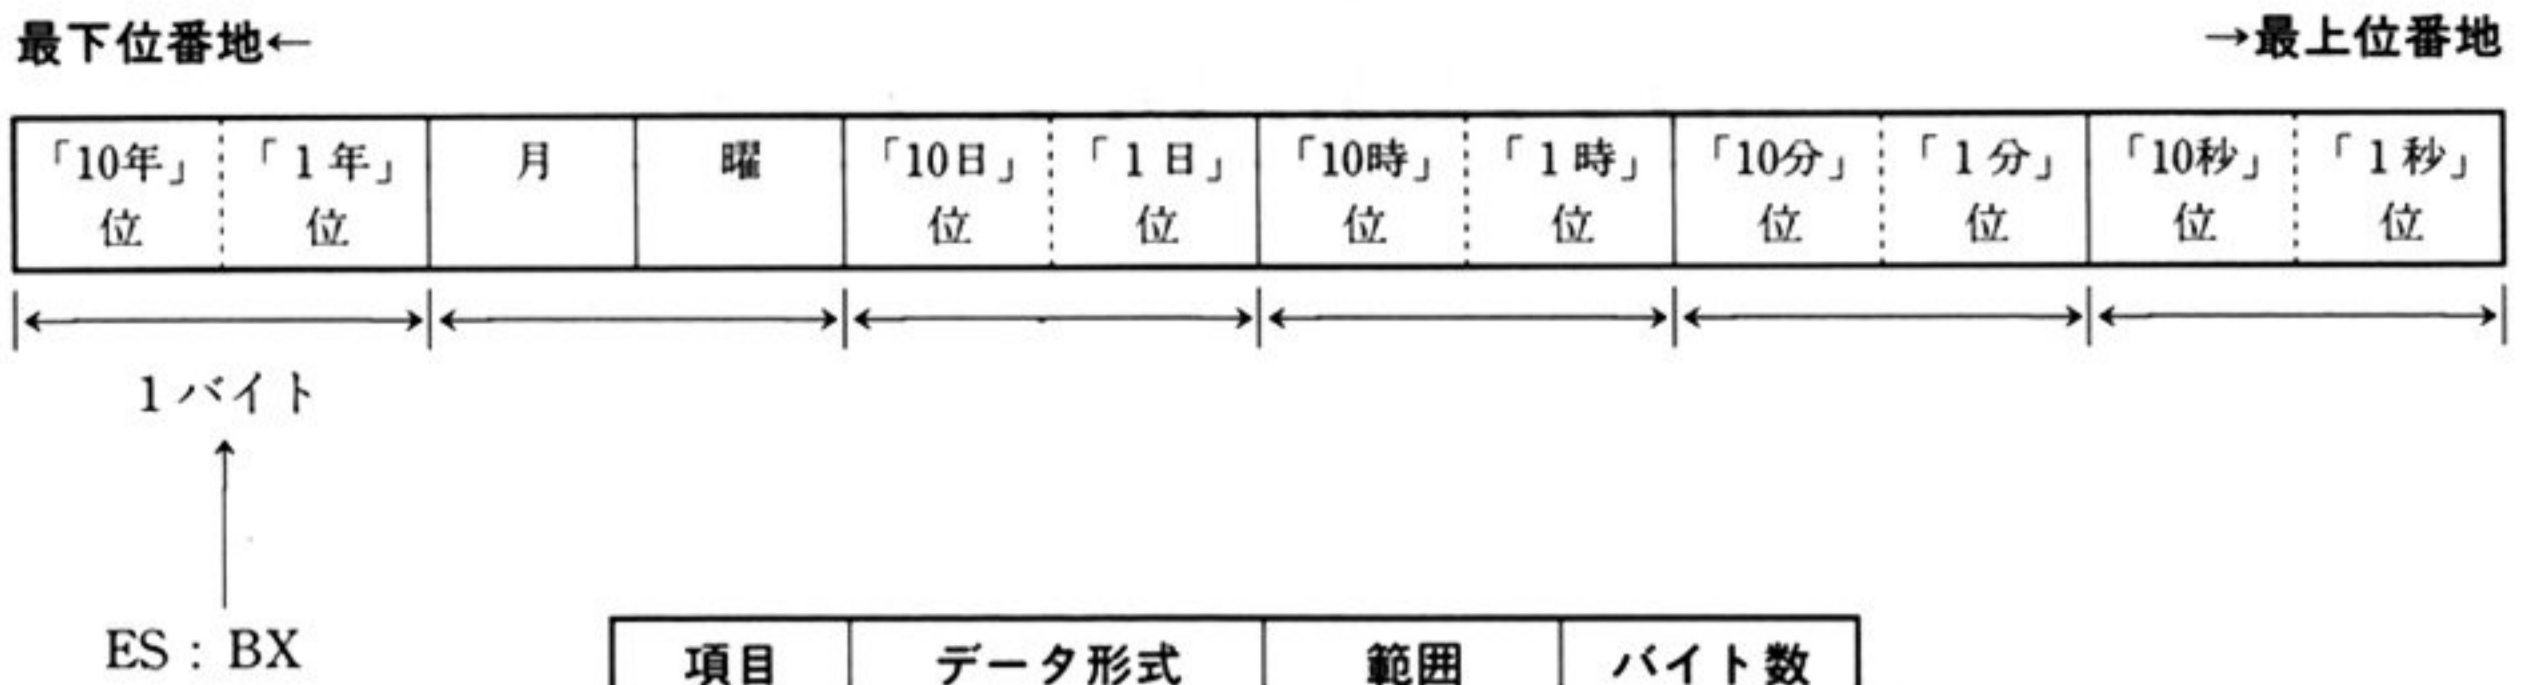 最下位番地← →最上位番地
「10年」 「1年」 月 曜 「10日」 「1日」 「10時」 「1時」 「10分」 「1分」 「10秒」 「1秒」
位 位 位 位 位 位 位 位 位 位
1バイト
ES : BX
項目 データ形式 範囲 バイト数